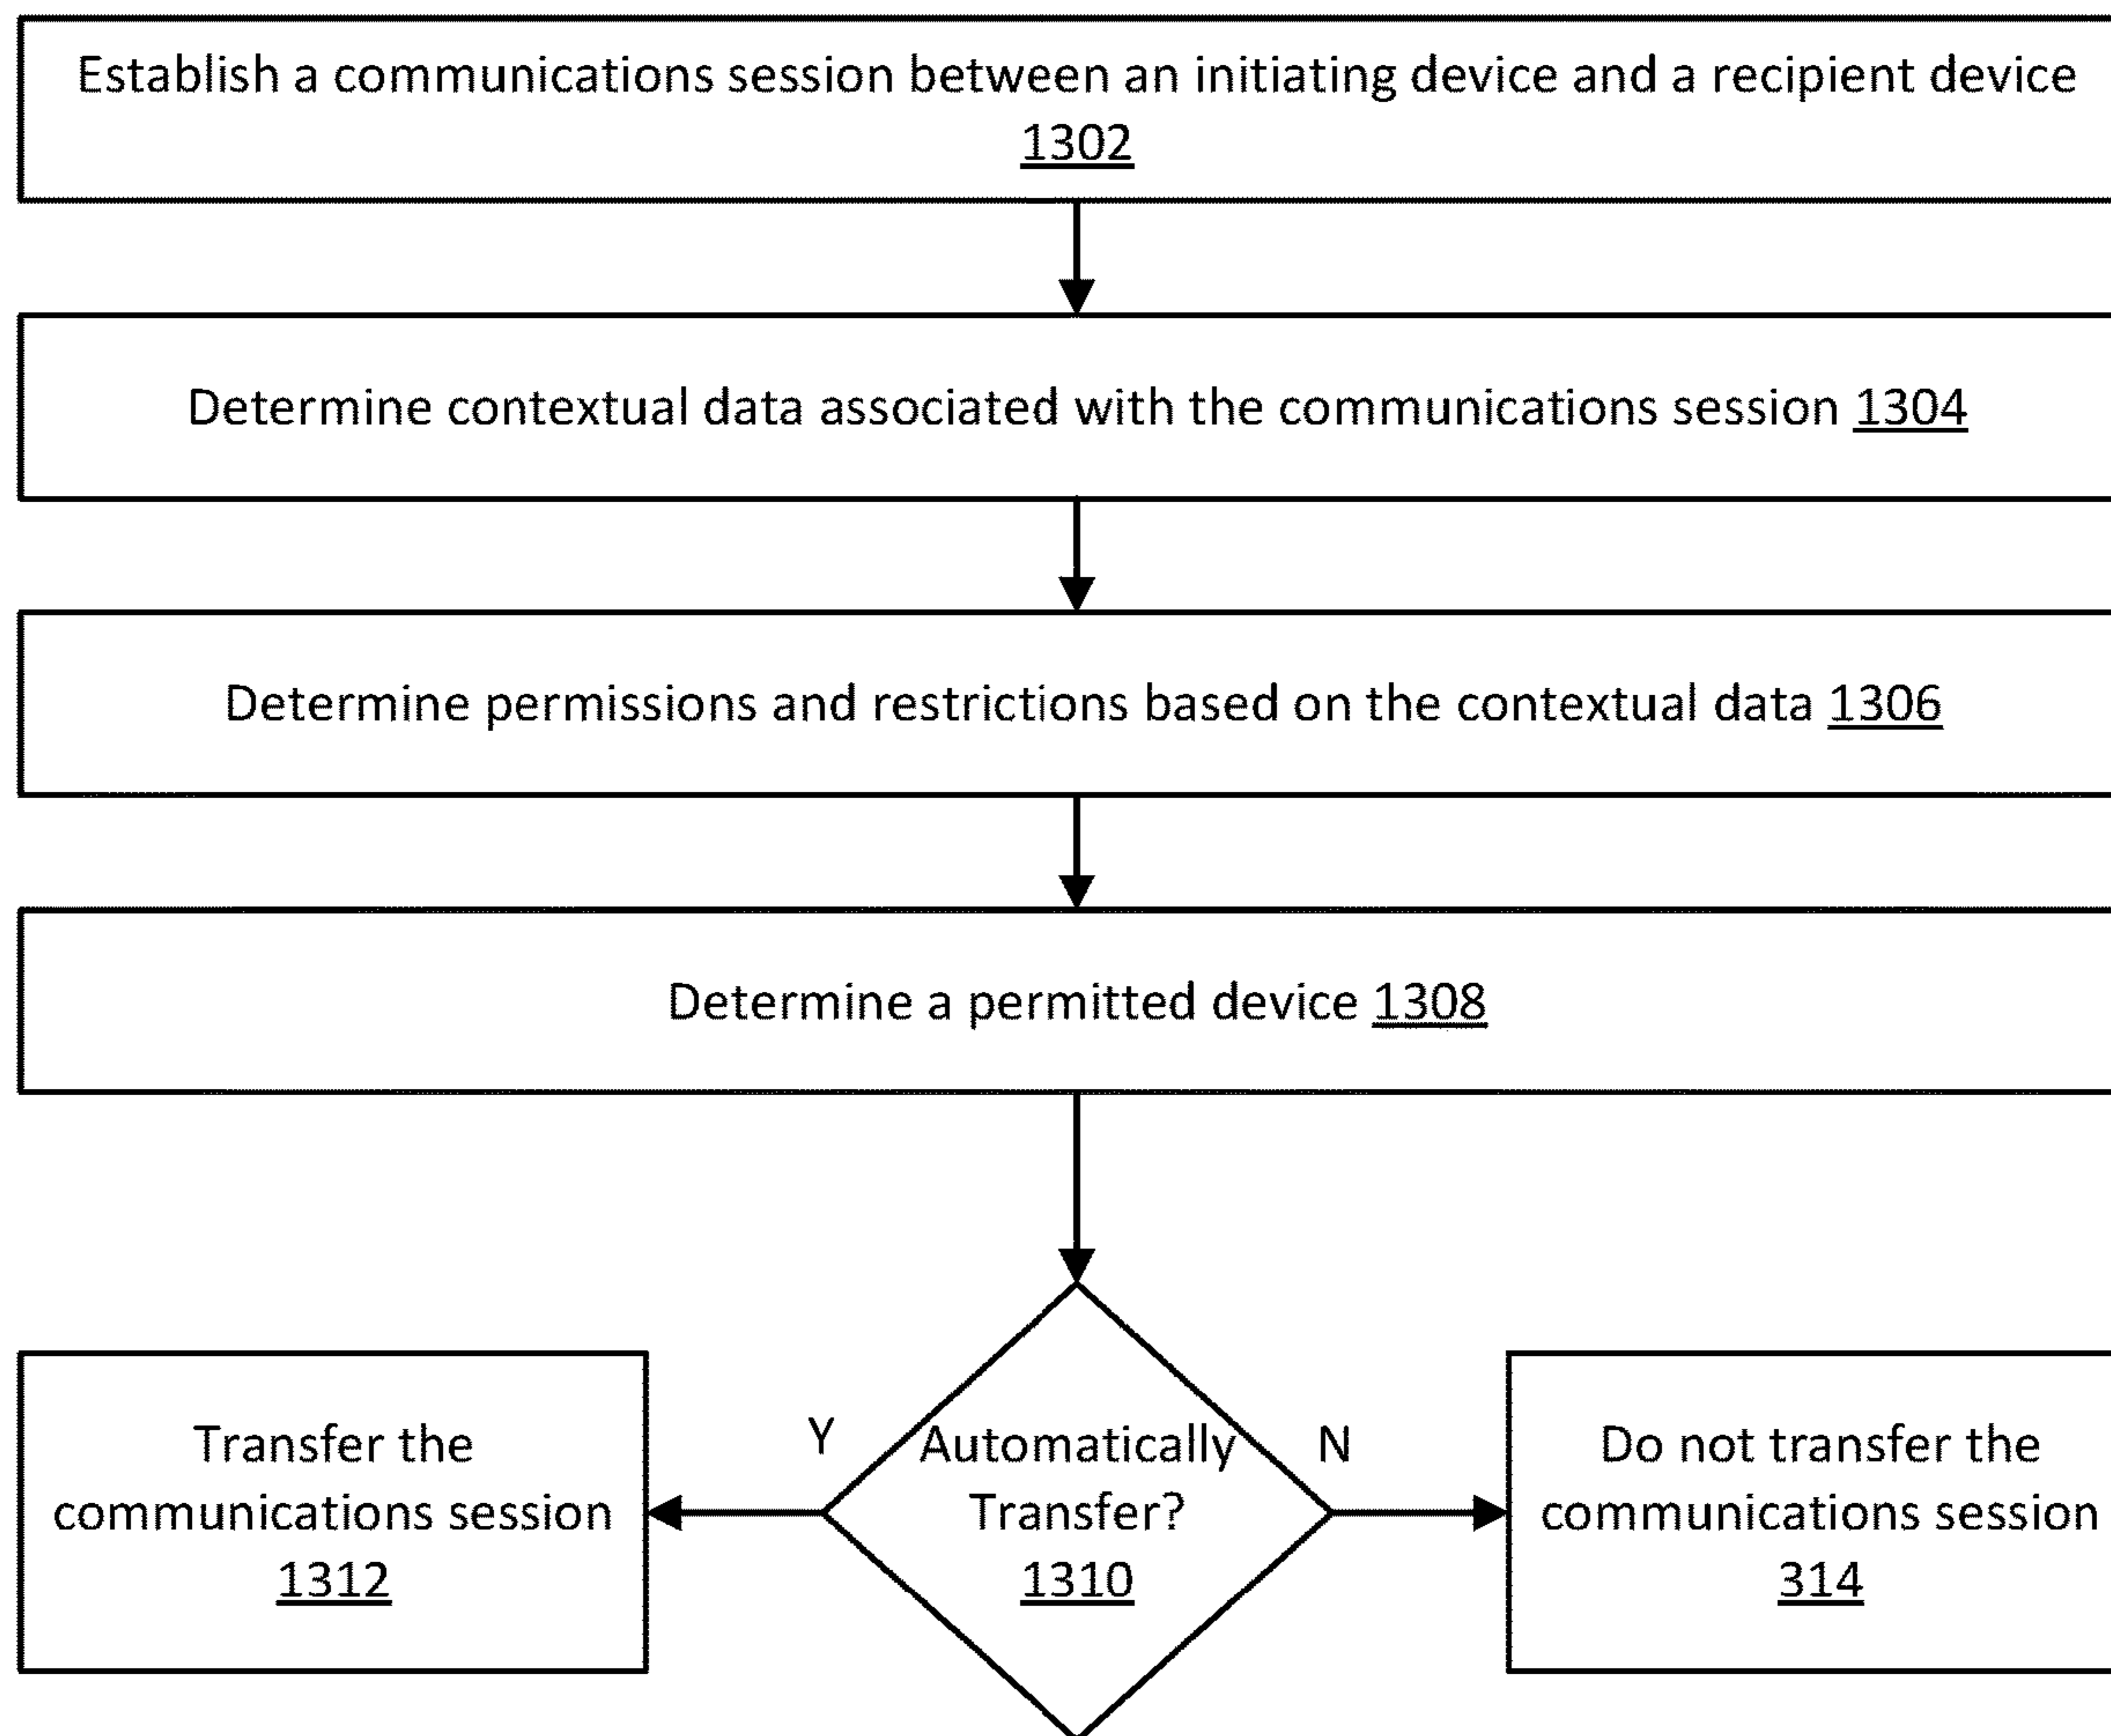 Establish a communications session between an initiating device and a recipient device
1302
Determine contextual data associated with the communications session 1304
Determine permissions and restrictions based on the contextual data 1306
Determine a permitted device 1308
Transfer the
communications session
1312
Y
Automatically
Transfer?
1310
N
Do not transfer the
communications session
314